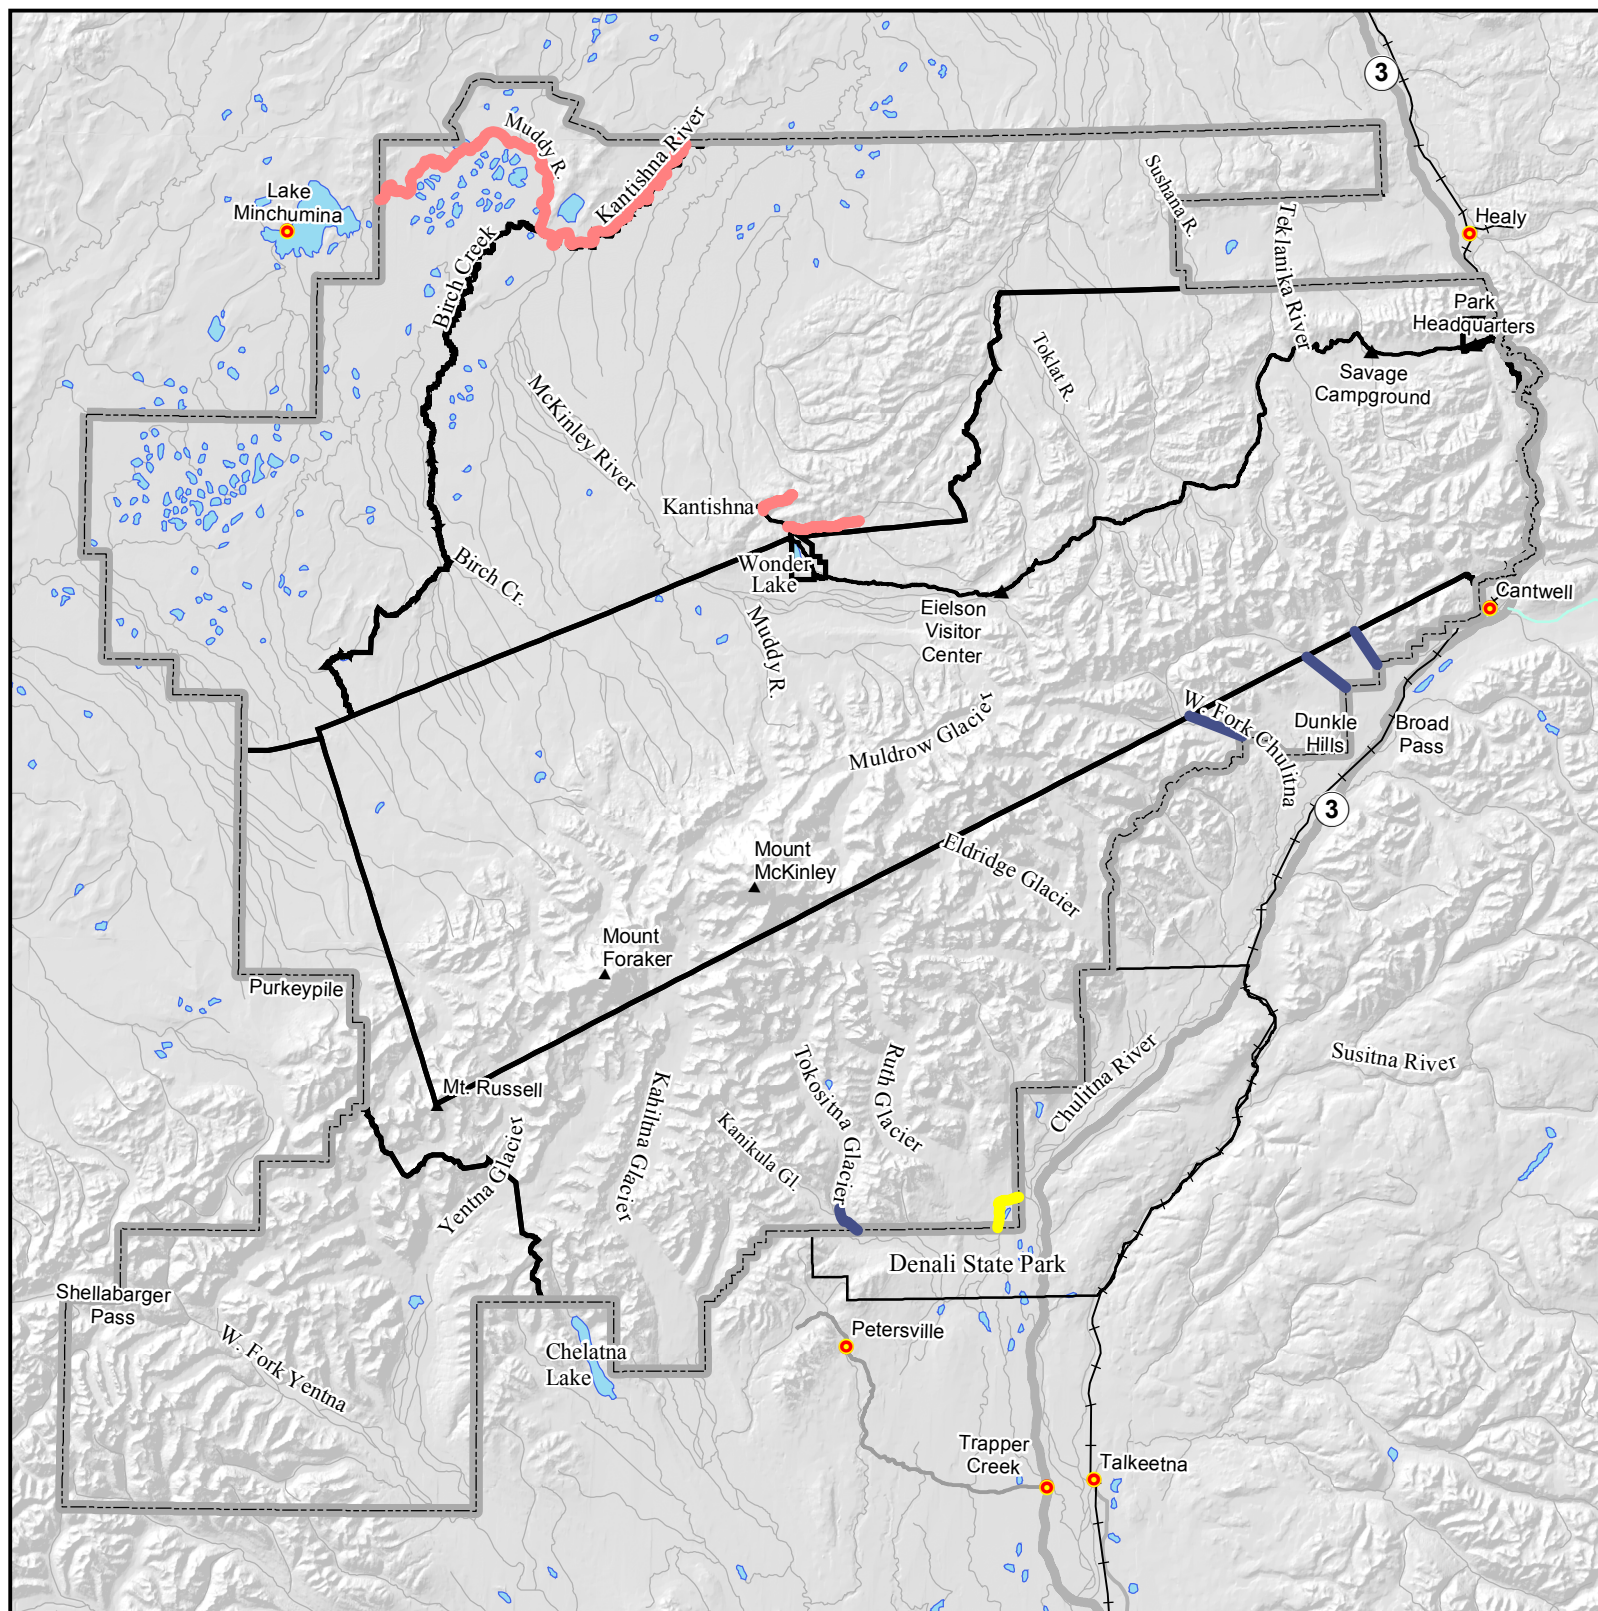 3
Muddy R.
Kantishna River
Lake
Minchumina
Sushana R.
Teklanika River
Healy
Birch Creek
Park
Headquarters
Toklat R.
Savage
Campground
McKinley River
Kantishna
Birch Cr.
Wonder
Lake
Eielson
Visitor
Center
Cantwell
Muddy R.
Muldrow Glacier
W. Fork Chulitna
Dunkle
Hills
Broad
Pass
3
Mount
McKinley
Eldridge Glacier
Mount
Foraker
Purkeypile
Mt. Russell
Kahiltna Glacier
Tokositna Glacier
Ruth Glacier
Chulitna River
Susitna River
Yentna Glacier
Kanikula Gl.
Denali State Park
Shellabarger
Pass
W. Fork Yentna
Chelatna
Lake
Petersville
Trapper
Creek
Talkeetna